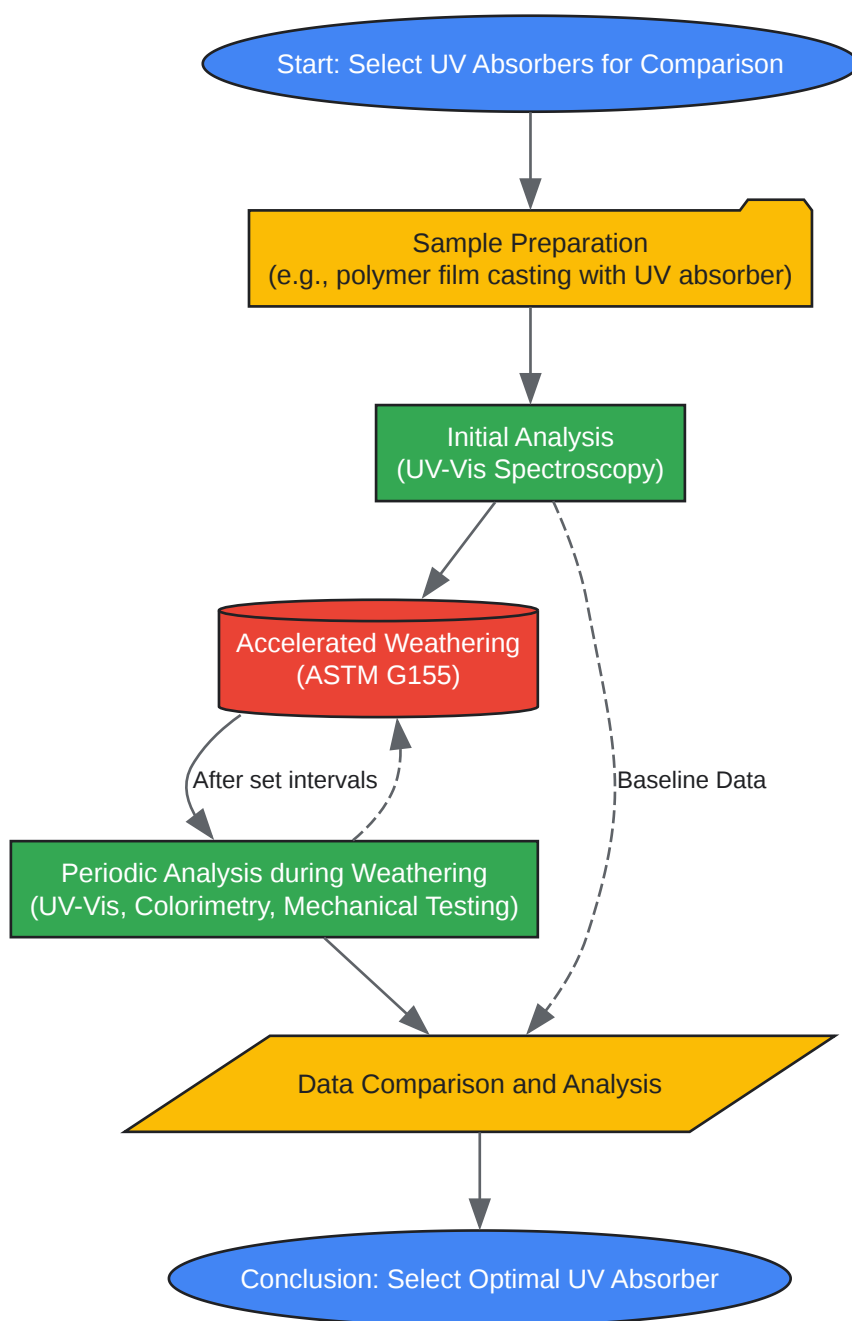 Start: Select UV Absorbers for Comparison
Sample Preparation
(e.g., polymer film casting with UV absorber)
Initial Analysis
(UV-Vis Spectroscopy)
Accelerated Weathering
(ASTM G155)
After set intervals
Baseline Data
Periodic Analysis during Weathering
(UV-Vis, Colorimetry, Mechanical Testing)
Data Comparison and Analysis
Conclusion: Select Optimal UV Absorber